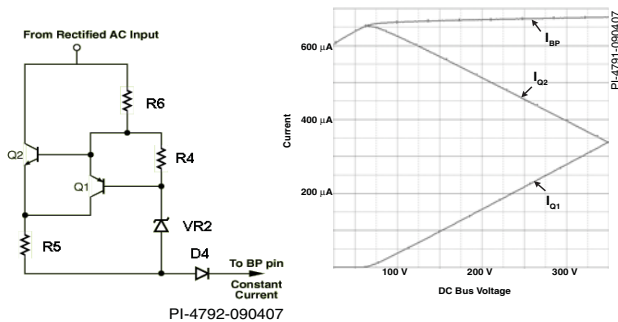 From Rectified AC Input
R6
Q2
R4
Q1
VR2
R5
D4
To BP pin
Constant
Current
PI-4792-090407
600 μA
400 μA
200 μA
Current
I_BP
I_Q2
I_Q1
100 V
200 V
300 V
DC Bus Voltage
PI-4791-090407